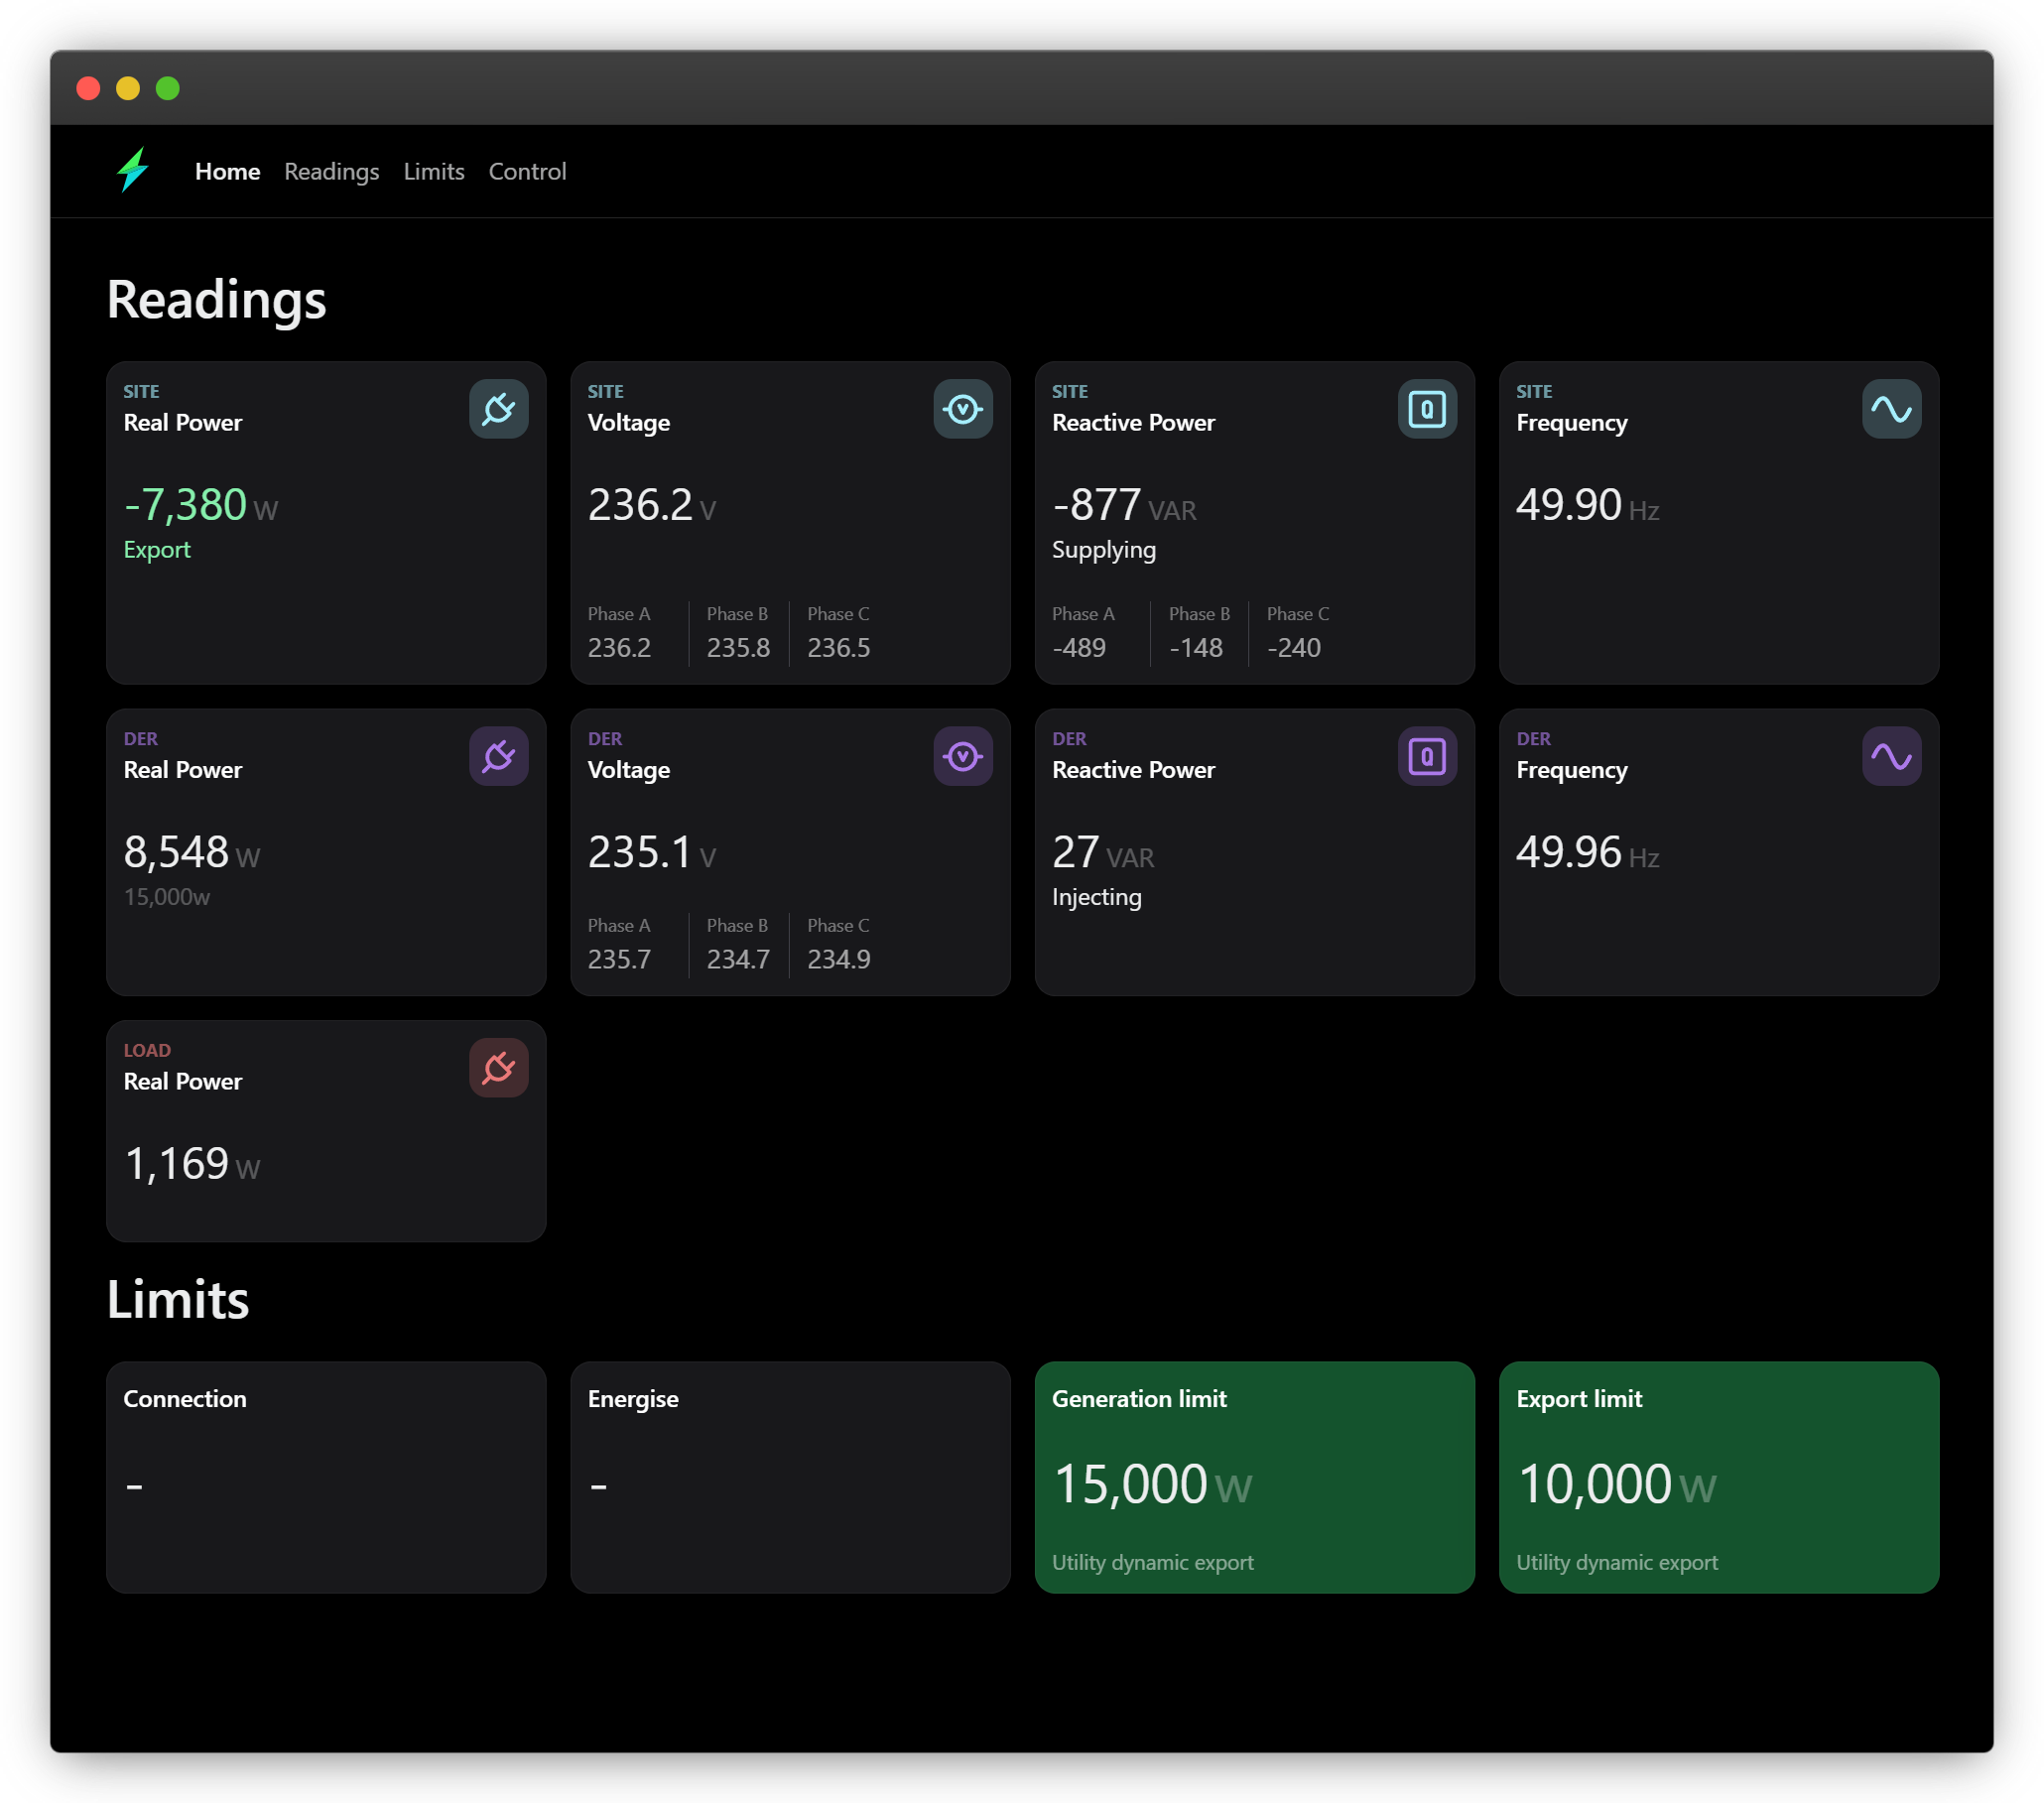 Home Readings Limits Control
Readings
SITE
Real Power
-7,380 W
Export
SITE
Voltage
236.2 V
Phase A Phase B Phase C
236.2 235.8 236.5
SITE
Reactive Power
-877 VAR
Supplying
Phase A Phase B Phase C
-489 -148 -240
SITE
Frequency
49.90 Hz
DER
Real Power
8,548 W
15,000w
DER
Voltage
235.1 V
Phase A Phase B Phase C
235.7 234.7 234.9
DER
Reactive Power
27 VAR
Injecting
DER
Frequency
49.96 Hz
LOAD
Real Power
1,169 W
Limits
Connection
-
Energise
-
Generation limit
15,000 W
Utility dynamic export
Export limit
10,000 W
Utility dynamic export